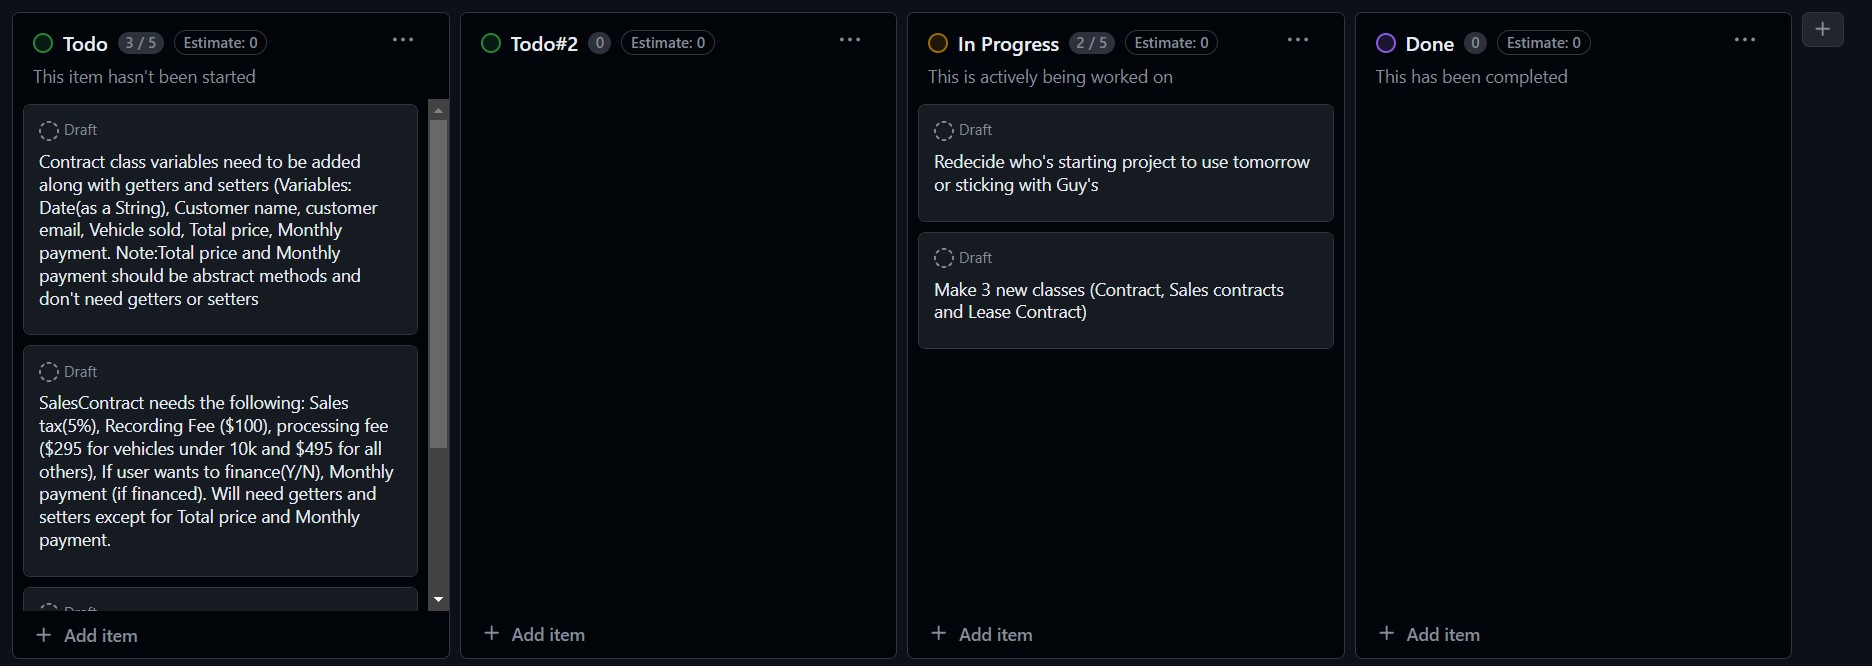 Todo 3 / 5 Estimate: 0
This item hasn't been started
Draft
Contract class variables need to be added
along with getters and setters (Variables:
Date(as a String), Customer name, customer
email, Vehicle sold, Total price, Monthly
payment. Note:Total price and Monthly
payment should be abstract methods and
don't need getters or setters
Draft
SalesContract needs the following: Sales
tax(5%), Recording Fee ($100), processing fee
($295 for vehicles under 10k and $495 for all
others), If user wants to finance(Y/N), Monthly
payment (if financed). Will need getters and
setters except for Total price and Monthly
payment.
Draft
Add item
Todo#2 0 Estimate: 0
Add item
In Progress 2 / 5 Estimate: 0
This is actively being worked on
Draft
Redecide who's starting project to use tomorrow
or sticking with Guy's
Draft
Make 3 new classes (Contract, Sales contracts
and Lease Contract)
Add item
Done 0 Estimate: 0
This has been completed
Add item